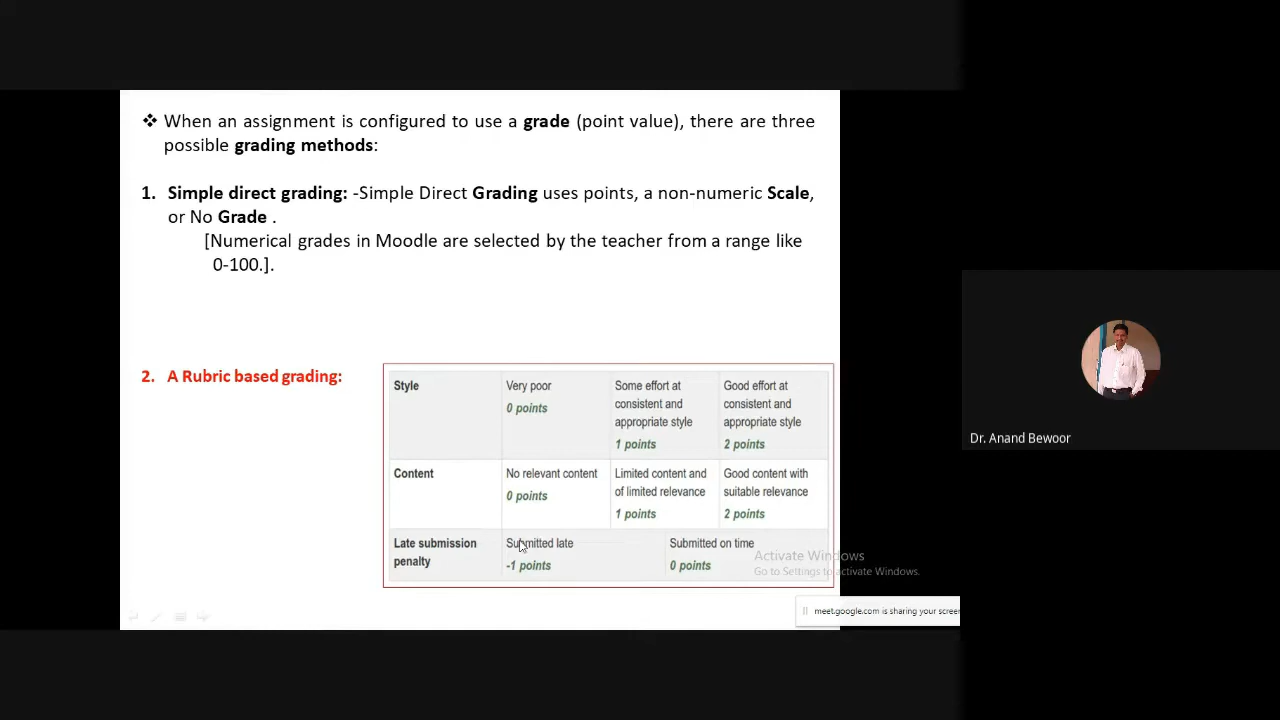 ❖ When an assignment is configured to use a grade (point value), there are three
possible grading methods:
1. Simple direct grading: -Simple Direct Grading uses points, a non-numeric Scale,
or No Grade .
[Numerical grades in Moodle are selected by the teacher from a range like
0-100.].
2. A Rubric based grading:
Style
Very poor
0 points
Some effort at
consistent and
appropriate style
1 points
Good effort at
consistent and
appropriate style
2 points
Content
No relevant content
0 points
Limited content and
of limited relevance
1 points
Good content with
suitable relevance
2 points
Late submission
penalty
Submitted late
-1 points
Submitted on time
0 points
Activate Windows
Go to Settings to activate Windows.
meet.google.com is sharing your screen
Dr. Anand Bewoor